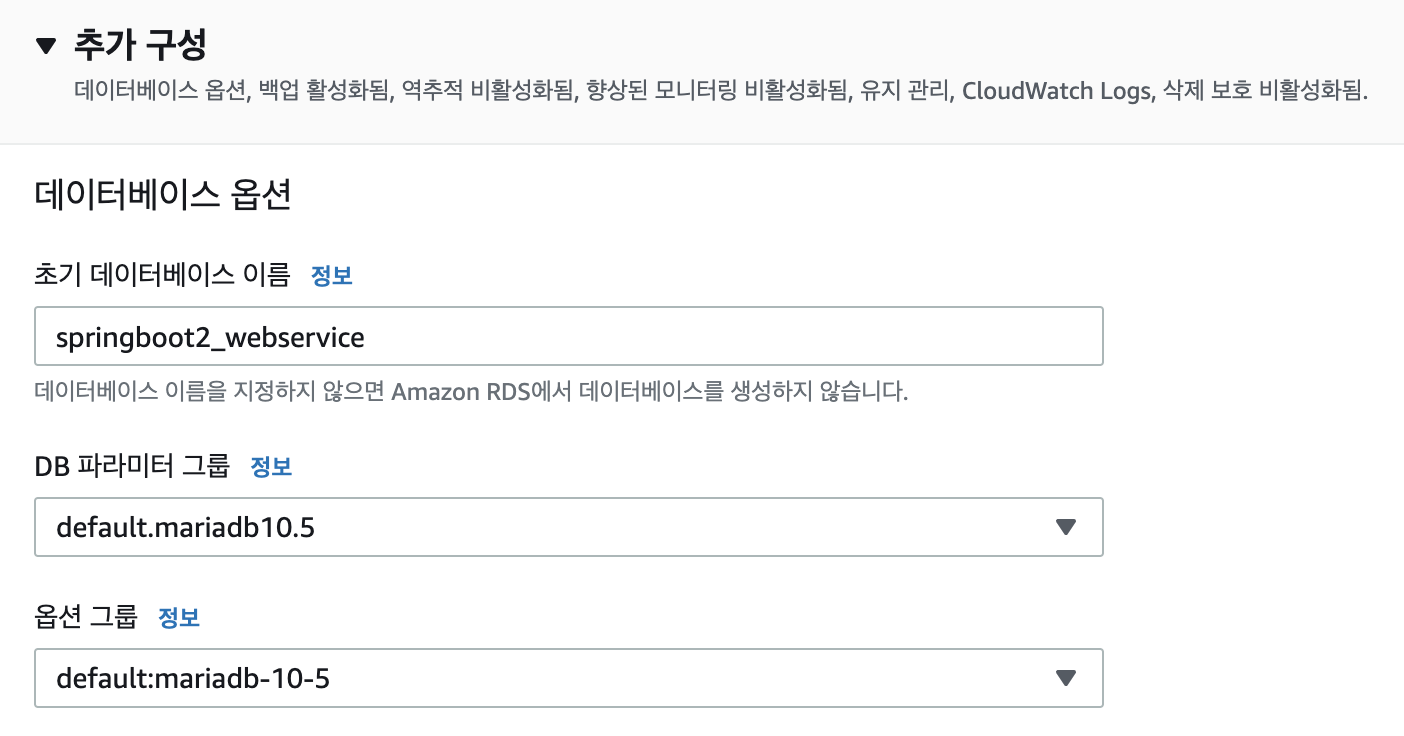 추가 구성
데이터베이스 옵션, 백업 활성화됨, 역추적 비활성화됨, 향상된 모니터링 비활성화됨, 유지 관리, CloudWatch Logs, 삭제 보호 비활성화됨.
데이터베이스 옵션
초기 데이터베이스 이름 정보
springboot2_webservice
데이터베이스 이름을 지정하지 않으면 Amazon RDS에서 데이터베이스를 생성하지 않습니다.
DB 파라미터 그룹 정보
default.mariadb10.5
옵션 그룹 정보
default:mariadb-10-5